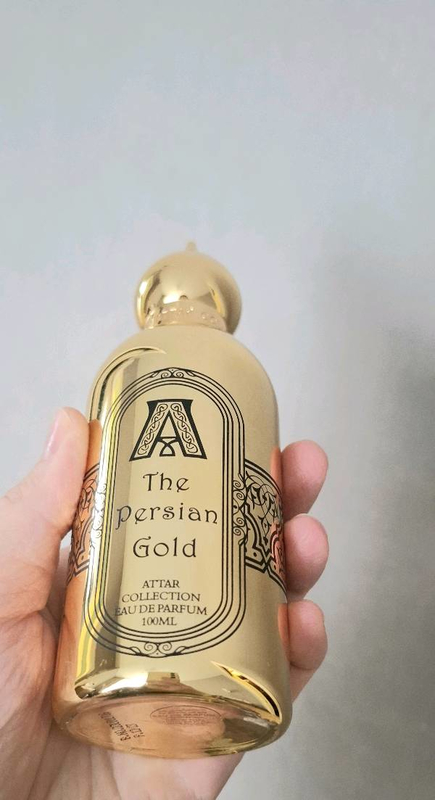 A
The
Persian
Gold
ATTAR
COLLECTION
EAU DE PARFUM
100ML